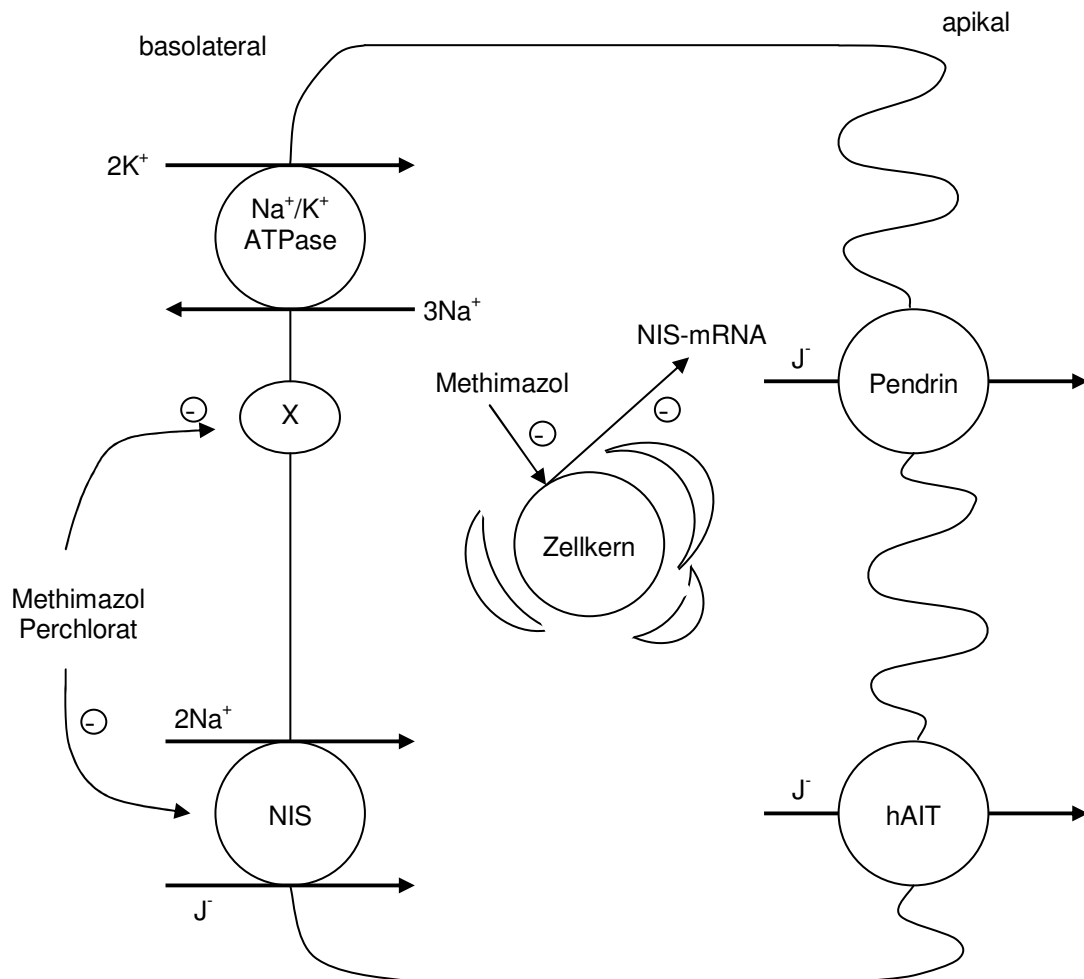 basolateral
apikal
2K⁺
Na⁺/K⁺
ATPase
3Na⁺
NIS-mRNA
Methimazol
J⁻
Pendrin
-
-
-
X
Zellkern
Methimazol
Perchlorat
-
2Na⁺
NIS
J⁻
J⁻
hAIT